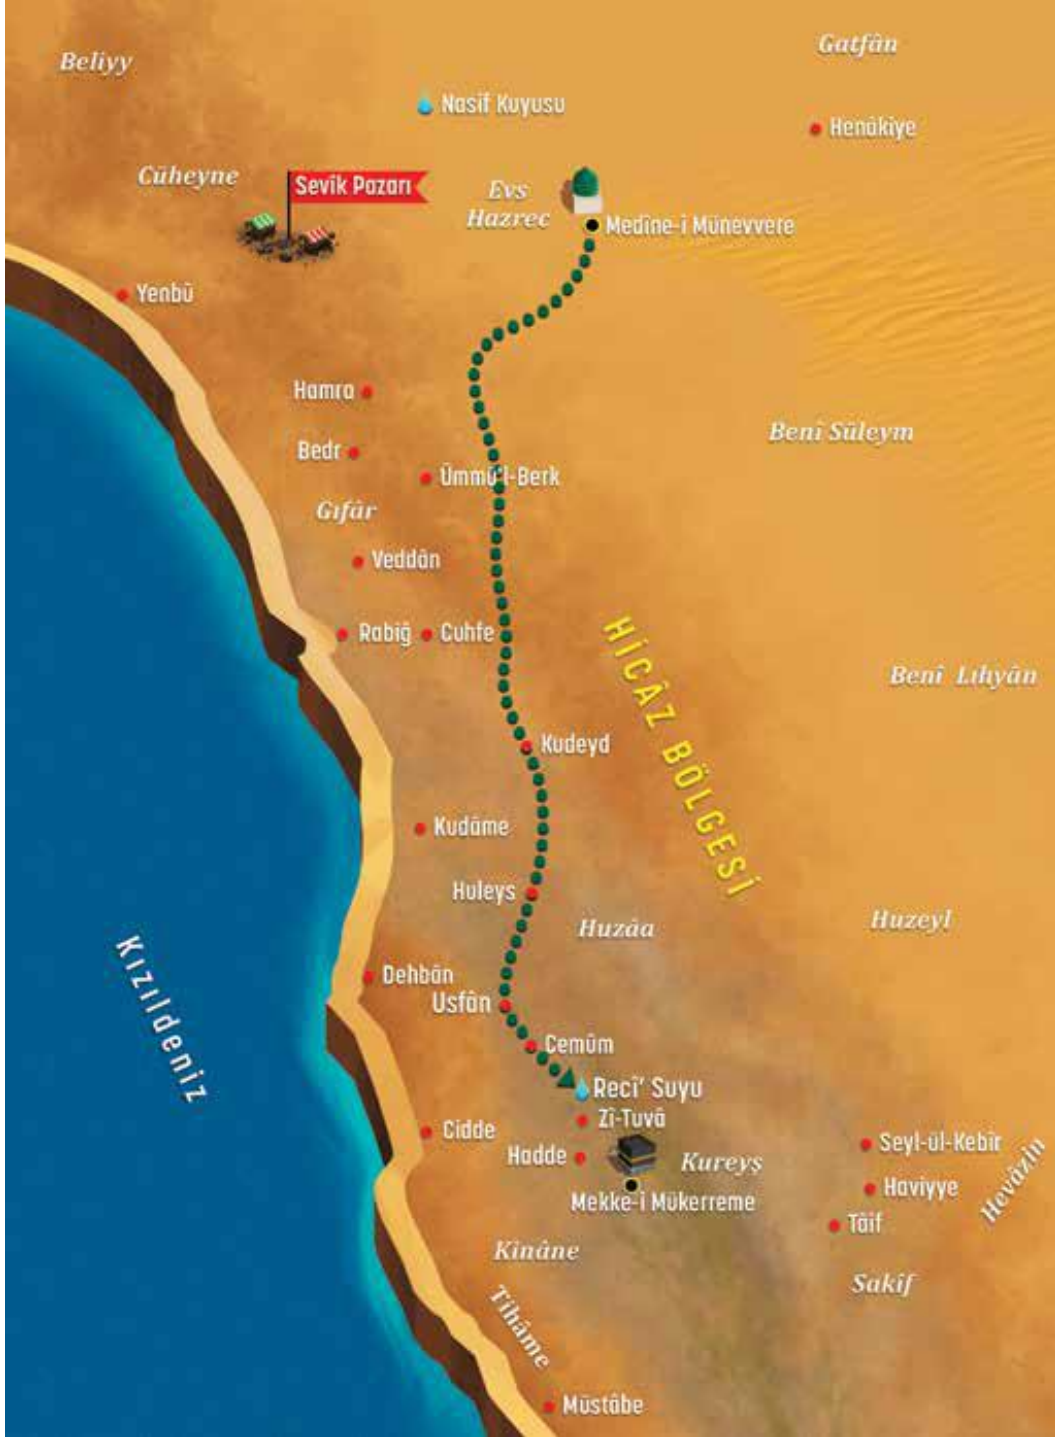 Gatfân
Beliyy
Nasîf Kuyusu
Henâkiye
Cüheyne
Sevîk Pazarı
Evs
Hazrec
Medîne-i Münevvere
Yenbû
Hamra
Bedr
Benî Süleym
Ümmü'l-Berk
Gıfâr
Veddân
Rabiğ
Cuhfe
HİCÂZ BÖLGESİ
Benî Lıhyân
Kudeyd
Kudâme
Huleys
Huzâa
Huzeyl
Kızıldeniz
Dehbân
Usfân
Cemûm
Recî' Suyu
Zî-Tuvâ
Cidde
Hadde
Kureyş
Seyl-ül-Kebîr
Hevâzin
Haviyye
Mekke-i Mükerreme
Tâif
Kinâne
Sakîf
Tihâme
Müstâbe